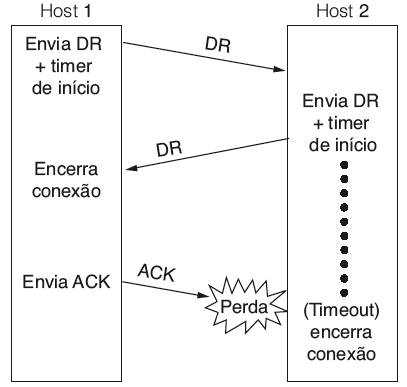 Host 1
Host 2
Envia DR
+ timer
de início
DR
Envia DR
+ timer
de início
DR
Encerra
conexão
Envia ACK
ACK
Perda
(Timeout)
encerra
conexão